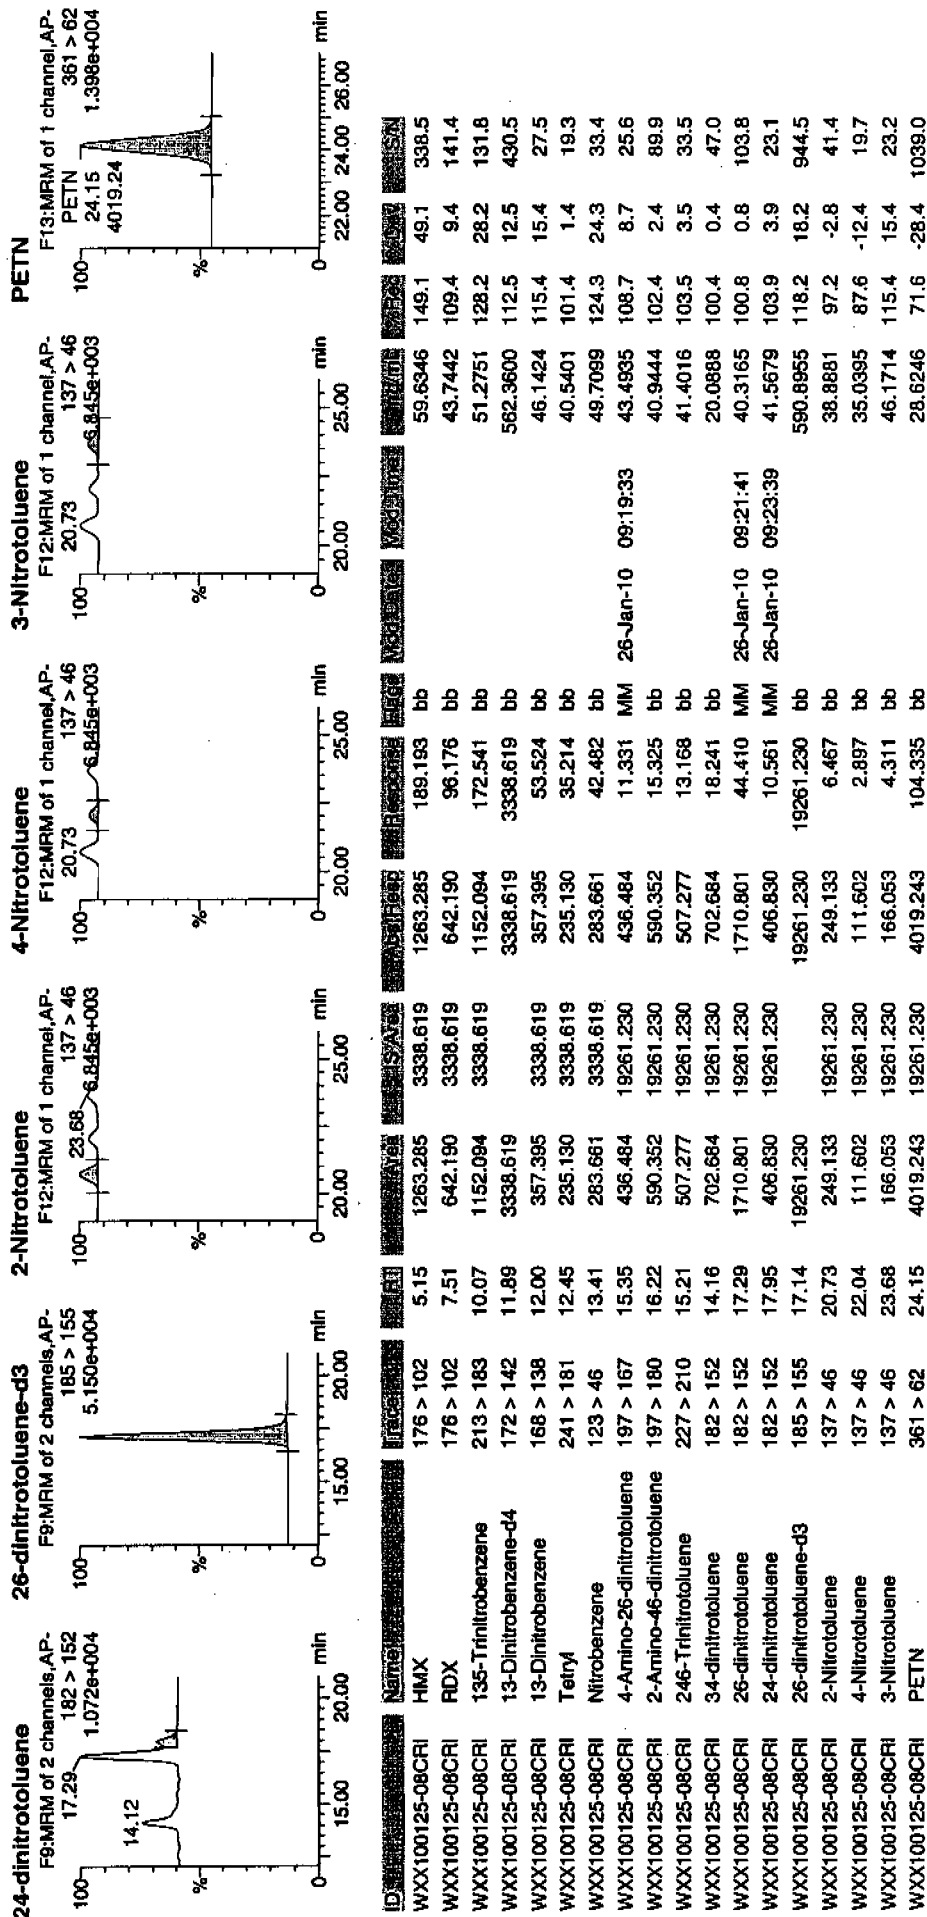 24-dinitrotoluene
F9:MRM of 2 channels,AP-
182 > 152
1.072e+004
17.29
14.12
100
%
0
15.00 20.00 min
26-dinitrotoluene-d3
F9:MRM of 2 channels,AP-
185 > 155
5.150e+004
100
%
0
15.00 20.00 min
2-Nitrotoluene
F12:MRM of 1 channel,AP-
137 > 46
6.845e+003
23.68
100
%
0
20.00 25.00 min
4-Nitrotoluene
F12:MRM of 1 channel,AP-
137 > 46
6.845e+003
20.73
100
%
0
20.00 25.00 min
3-Nitrotoluene
F12:MRM of 1 channel,AP-
137 > 46
6.845e+003
20.73
100
%
0
20.00 25.00 min
PETN
F13:MRM of 1 channel,AP-
361 > 62
1.398e+004
PETN
24.15
4019.24
100
%
0
22.00 24.00 26.00 min
ID Name Trace RT Area IS Area Abs Resp Response Flags Mod Date Mod Time %Rec %Dev S/N
WXX100125-08CRI HMX 176 > 102 5.15 1263.285 3338.619 1263.285 189.193 bb 59.6346 149.1 49.1 338.5
WXX100125-08CRI RDX 176 > 102 7.51 642.190 3338.619 642.190 96.176 bb 43.7442 109.4 9.4 141.4
WXX100125-08CRI 135-Trinitrobenzene 213 > 183 10.07 1152.094 3338.619 1152.094 172.541 bb 51.2751 128.2 28.2 131.8
WXX100125-08CRI 13-Dinitrobenzene-d4 172 > 142 11.89 3338.619 3338.619 3338.619 bb 562.3600 112.5 12.5 430.5
WXX100125-08CRI 13-Dinitrobenzene 168 > 138 12.00 357.395 3338.619 357.395 53.524 bb 46.1424 115.4 15.4 27.5
WXX100125-08CRI Tetryl 241 > 181 12.45 235.130 3338.619 235.130 35.214 bb 40.5401 101.4 1.4 19.3
WXX100125-08CRI Nirobenzene 123 > 46 13.41 283.661 3338.619 283.661 42.482 bb 49.7099 124.3 24.3 33.4
WXX100125-08CRI 4-Amino-26-dinitrotoluene 197 > 167 15.35 436.484 19261.230 436.484 11.331 MM 26-Jan-10 09:19:33 43.4935 108.7 8.7 25.6
WXX100125-08CRI 2-Amino-46-dinitrotoluene 197 > 180 16.22 590.352 19261.230 590.352 15.325 bb 40.9444 102.4 2.4 89.9
WXX100125-08CRI 246-Trinitrotoluene 227 > 210 15.21 507.277 19261.230 507.277 13.168 bb 41.4016 103.5 3.5 33.5
WXX100125-08CRI 34-dinitrotoluene 182 > 152 14.16 702.684 19261.230 702.684 18.241 bb 20.0888 100.4 0.4 47.0
WXX100125-08CRI 26-dinitrotoluene 182 > 152 17.29 1710.801 19261.230 1710.801 44.410 MM 26-Jan-10 09:21:41 40.3165 100.8 0.8 103.8
WXX100125-08CRI 24-dinitrotoluene 182 > 152 17.95 406.830 19261.230 406.830 10.561 MM 26-Jan-10 09:23:39 41.5679 103.9 3.9 23.1
WXX100125-08CRI 26-dinitrotoluene-d3 185 > 155 17.14 19261.230 19261.230 19261.230 bb 590.8955 118.2 18.2 944.5
WXX100125-08CRI 2-Nitrotoluene 137 > 46 20.73 249.133 19261.230 249.133 6.467 bb 38.8881 97.2 -2.8 41.4
WXX100125-08CRI 4-Nitrotoluene 137 > 46 22.04 111.602 19261.230 111.602 2.897 bb 35.0395 87.6 -12.4 19.7
WXX100125-08CRI 3-Nitrotoluene 137 > 46 23.68 166.053 19261.230 166.053 4.311 bb 46.1714 115.4 15.4 23.2
WXX100125-08CRI PETN 361 > 62 24.15 4019.243 19261.230 4019.243 104.335 bb 28.6246 71.6 -28.4 1039.0